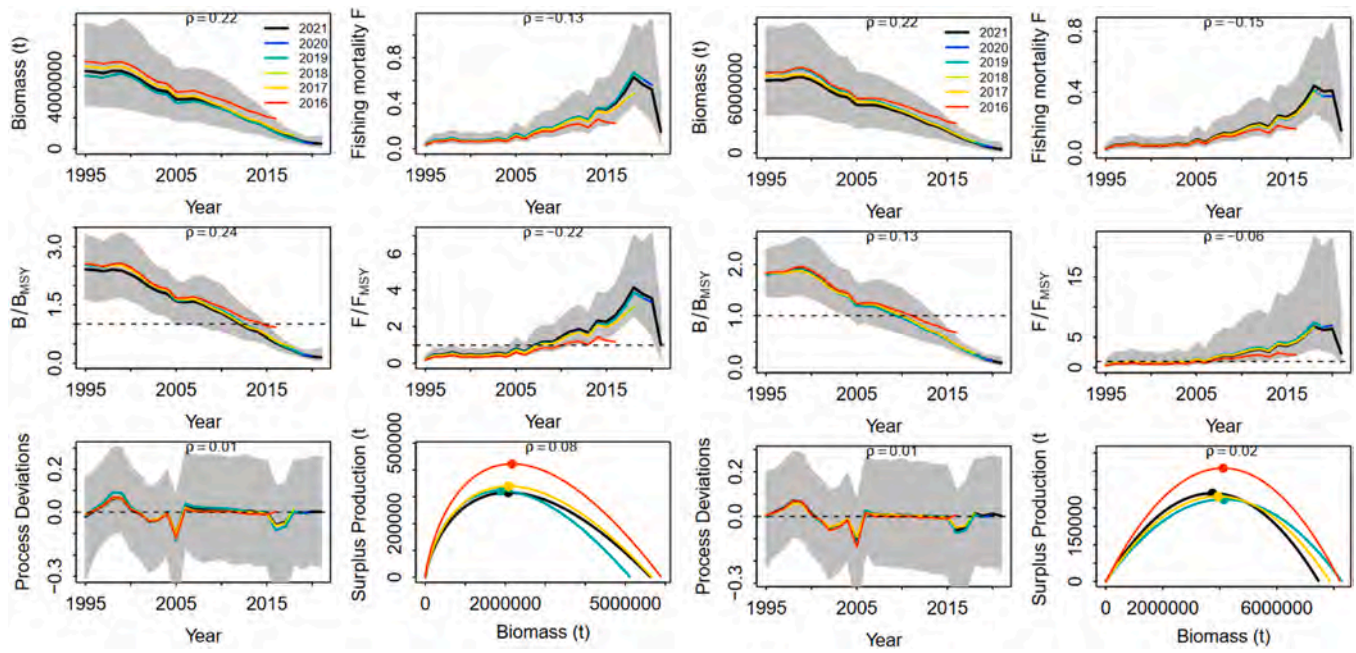 ρ = 0.22
ρ = −0.13
ρ = 0.22
ρ = −0.15
Biomass (t)
4000000
0
2021
2020
2019
2018
2017
2016
1995
2005
2015
Year
Fishing mortality F
0.8
0.4
0.0
1995
2005
2015
Year
Biomass (t)
6000000
0
2021
2020
2019
2018
2017
2016
1995
2005
2015
Year
Fishing mortality F
0.8
0.4
0.0
1995
2005
2015
Year
ρ = 0.24
ρ = −0.22
ρ = 0.13
ρ = −0.06
B/BMSY
3.0
1.5
0.0
1995
2005
2015
Year
F/FMSY
6
4
2
0
1995
2005
2015
Year
B/BMSY
2.0
1.0
0.0
1995
2005
2015
Year
F/FMSY
15
5
0
1995
2005
2015
Year
ρ = 0.01
ρ = 0.08
ρ = 0.01
ρ = 0.02
Process Deviations
0.2
0.0
−0.3
1995
2005
2015
Year
Surplus Production (t
500000
200000
0
0
2000000
5000000
Biomass (t)
Process Deviations
0.2
0.0
−0.3
1995
2005
2015
Year
Surplus Production (t
150000
0
0
2000000
6000000
Biomass (t)